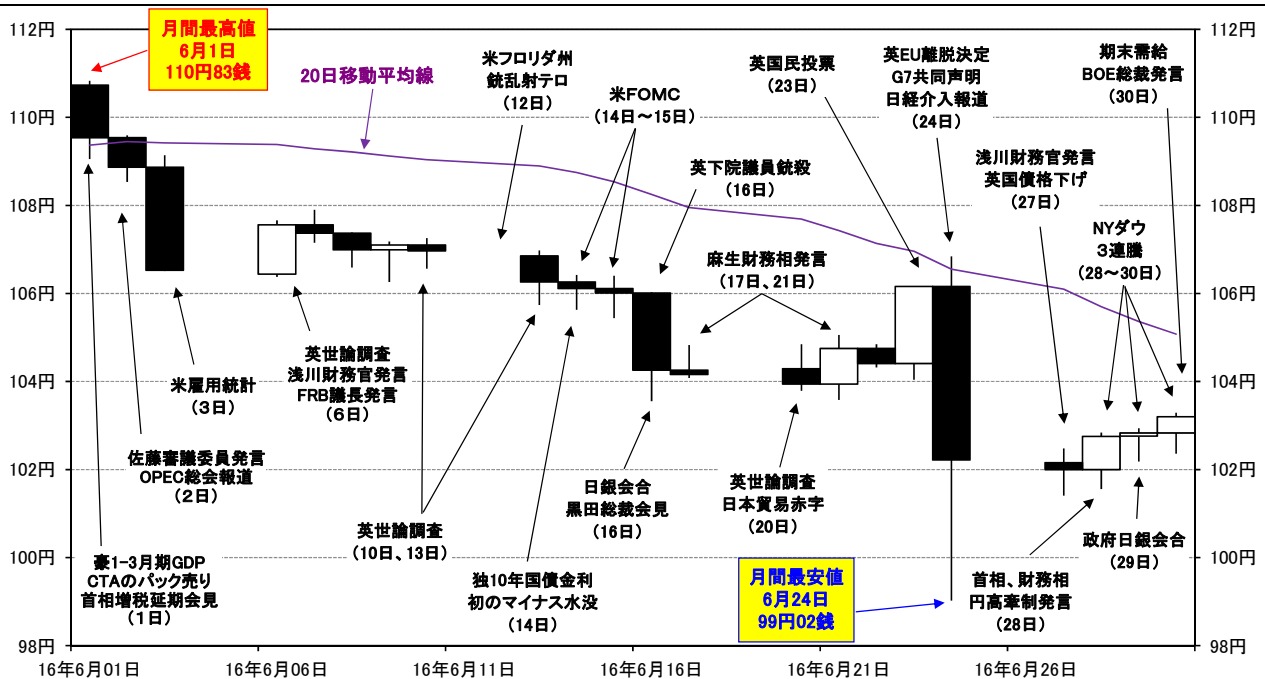 112円
110円
108円
106円
104円
102円
100円
98円
112円
110円
108円
106円
104円
102円
100円
98円
16年6月01日
16年6月06日
16年6月11日
16年6月16日
16年6月21日
16年6月26日
月間最高値
6月1日
110円83銭
20日移動平均線
米フロリダ州
銃乱射テロ
（12日）
米FOMC
（14日～15日）
英下院議員銃殺
（16日）
英国民投票
（23日）
英EU離脱決定
G7共同声明
日経介入報道
（24日）
期末需給
BOE総裁発言
（30日）
浅川財務官発言
英国債格下げ
（27日）
NYダウ
３連騰
（28～30日）
麻生財務相発言
（17日、21日）
米雇用統計
（３日）
英世論調査
浅川財務官発言
FRB議長発言
（６日）
佐藤審議委員発言
OPEC総会報道
（２日）
豪1-3月期GDP
CTAのパック売り
首相増税延期会見
（１日）
英世論調査
（10日、13日）
独10年国債金利
初のマイナス水没
（14日）
日銀会合
黒田総裁会見
（16日）
英世論調査
日本貿易赤字
（20日）
月間最安値
6月24日
99円02銭
首相、財務相
円高牽制発言
（28日）
政府日銀会合
（29日）